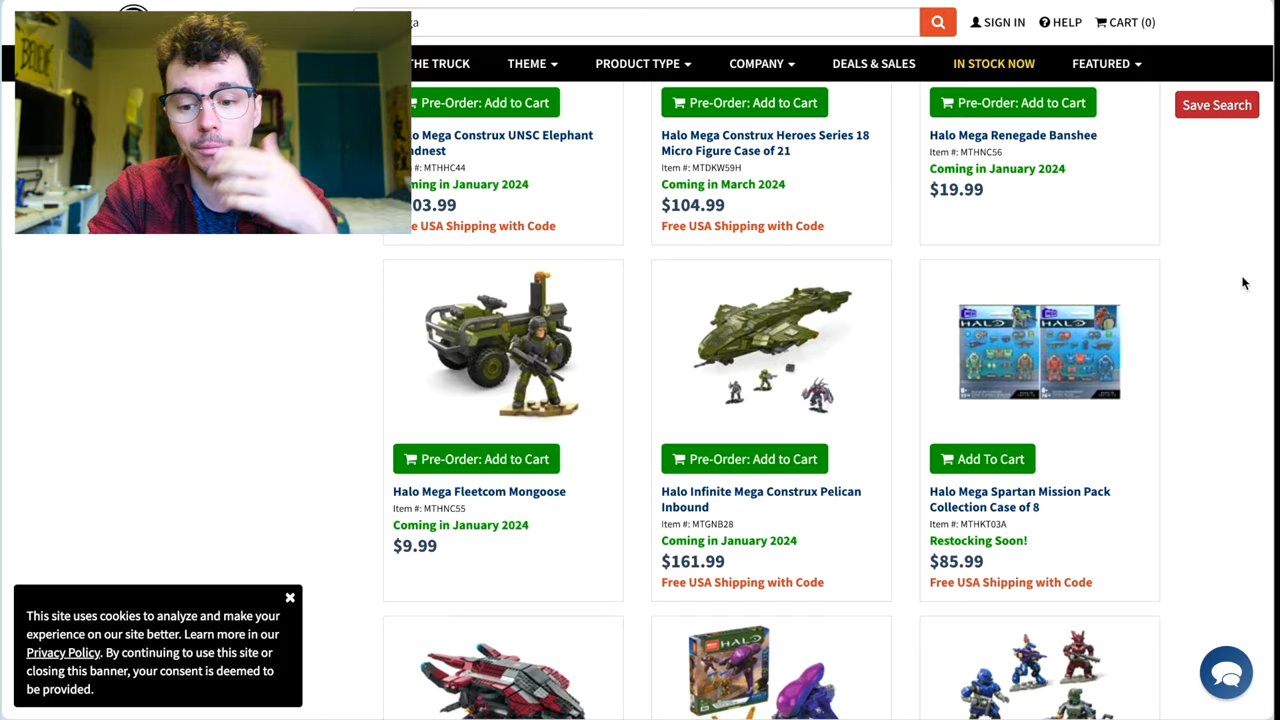 BELIEVE
ga
SIGN IN
HELP
CART (0)
THE TRUCK
THEME
PRODUCT TYPE
COMPANY
DEALS & SALES
IN STOCK NOW
FEATURED
Save Search
Pre-Order: Add to Cart
lo Mega Construx UNSC Elephant
ndnest
#: MTHHC44
ming in January 2024
03.99
e USA Shipping with Code
Pre-Order: Add to Cart
Halo Mega Construx Heroes Series 18
Micro Figure Case of 21
Item #: MTDKW59H
Coming in March 2024
$104.99
Free USA Shipping with Code
Pre-Order: Add to Cart
Halo Mega Renegade Banshee
Item #: MTHNC56
Coming in January 2024
$19.99
Pre-Order: Add to Cart
Halo Mega Fleetcom Mongoose
Item #: MTHNC55
Coming in January 2024
$9.99
Pre-Order: Add to Cart
Halo Infinite Mega Construx Pelican
Inbound
Item #: MTGNB28
Coming in January 2024
$161.99
Free USA Shipping with Code
HALO
HALO
Add To Cart
Halo Mega Spartan Mission Pack
Collection Case of 8
Item #: MTHKT03A
Restocking Soon!
$85.99
Free USA Shipping with Code
HALO
This site uses cookies to analyze and make your
experience on our site better. Learn more in our
Privacy Policy. By continuing to use this site or
closing this banner, your consent is deemed to
be provided.